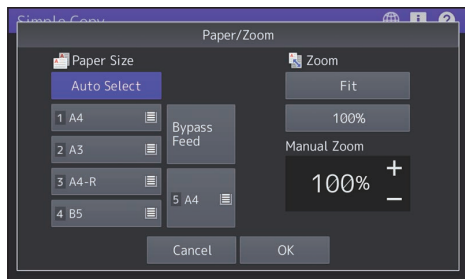 Simple Copy
Paper/Zoom
Paper Size
Auto Select
1 A4
2 A3
3 A4-R
4 B5
Bypass
Feed
5 A4
Zoom
Fit
100%
Manual Zoom
100%
+
−
Cancel
OK